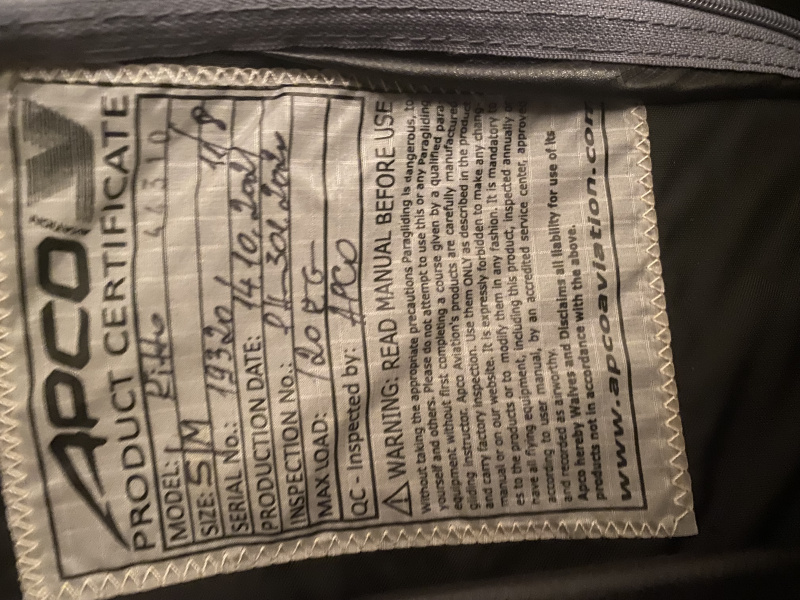 APCO
AVIATION
PRODUCT CERTIFICATE
MODEL:
SIZE: S/M
SERIAL No.: 19320
PRODUCTION DATE: 14.10.2021
INSPECTION No.:
MAX LOAD: 120 KG
QC - Inspected by: APCO
⚠ WARNING: READ MANUAL BEFORE USE
Without taking the appropriate precautions Paragliding is dangerous, to
yourself and others. Please do not attempt to use this or any Paragliding
equipment without first completing a course given by a qualified para-
gliding instructor. Apco Aviation's products are carefully manufactured
and carry factory inspection. Use them ONLY as described in the product
manual or on our website. It is expressly forbidden to make any chang-
es to the products or to modify them in any fashion. It is mandatory to
have all flying equipment, including this product, inspected annually or
according to user manual, by an accredited service center, approved
and recorded as airworthy.
Apco hereby Waives and Disclaims all liability for use of its
products not in accordance with the above.
www.apcoaviation.com